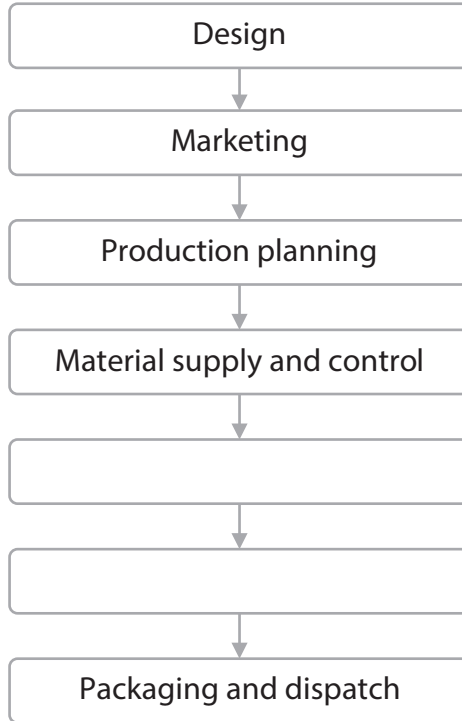 Design
Marketing
Production planning
Material supply and control
Packaging and dispatch